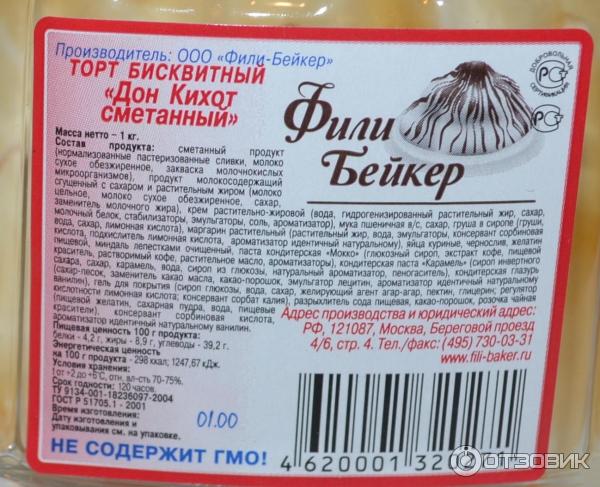 Производитель: ООО «Фили-Бейкер»
ТОРТ БИСКВИТНЫЙ
«Дон Кихот
сметанный»
ДОБРОВОЛЬНАЯ
СЕРТИФИКАЦИЯ
Фили
Бейкер
Масса нетто – 1 кг.
Состав продукта: сметанный продукт
(нормализованные пастеризованные сливки, молоко
сухое обезжиренное, закваска молочнокислых
микроорганизмов), продукт молокосодержащий
сгущенный с сахаром и растительным жиром (молоко
цельное, молоко сухое обезжиренное, сахар,
заменитель молочного жира), крем растительно-жировой (вода, гидрогенизированный растительный жир, сахар,
молочный белок, стабилизаторы, эмульгаторы, соль, ароматизатор), мука пшеничная в/с, сахар, груша в сиропе (груши,
вода, сахар, лимонная кислота), маргарин растительный (растительный жир, вода, эмульгаторы, консервант сорбиновая
кислота, подкислитель лимонная кислота, ароматизатор идентичный натуральному), яйца куриные, чернослив, желатин
пищевой, миндаль лепестками очищенный, паста кондитерская «Мокко» (глюкозный сироп, экстракт кофе, пищевой
краситель, растворимый кофе, растительное масло, ароматизаторы), кондитерская паста «Карамель» (сироп инвертного
сахара, сахар, карамель, вода, сироп из глюкозы, натуральный ароматизатор, пеногаситель), кондитерская глазурь
(сахар-песок, заменитель какао масла, какао-порошок, эмульгатор лецитин, ароматизатор идентичный натуральному
ванилин), гель для покрытия (сироп глюкозы, вода, сахар, желирующий агент агар-агар, пектин, глицерин, регулятор
кислотности лимонная кислота; консервант сорбат калия), разрыхлитель сода пищевая, какао-порошок, розочка чайная
(пищевой желатин, сахарная пудра, вода, пищевые
красители), консервант сорбиновая кислота,
ароматизатор идентичный натуральному ванилин.
Пищевая ценность 100 г продукта:
белки - 4,2 г, жиры - 8,9 г, углеводы - 39,2 г.
Энергетическая ценность
на 100г продукта - 298 ккал; 1247,67 кДж.
Условия хранения:
t от +2 до +6°С, отн. вл-сть 70-75%.
Срок годности: 120 часов.
ТУ 9134-001-18236097-2004
ГОСТ Р 51705.1 - 2001
Время изготовления:
Дату изготовления и
упаковывания см. на упаковке.
01.00
Адрес производства и юридический адрес:
РФ, 121087, Москва, Береговой проезд
4/6, стр. 4. Тел./факс: (495) 730-03-31
www.fili-baker.ru
НЕ СОДЕРЖИТ ГМО!
4 620001
ОТЗОВИК